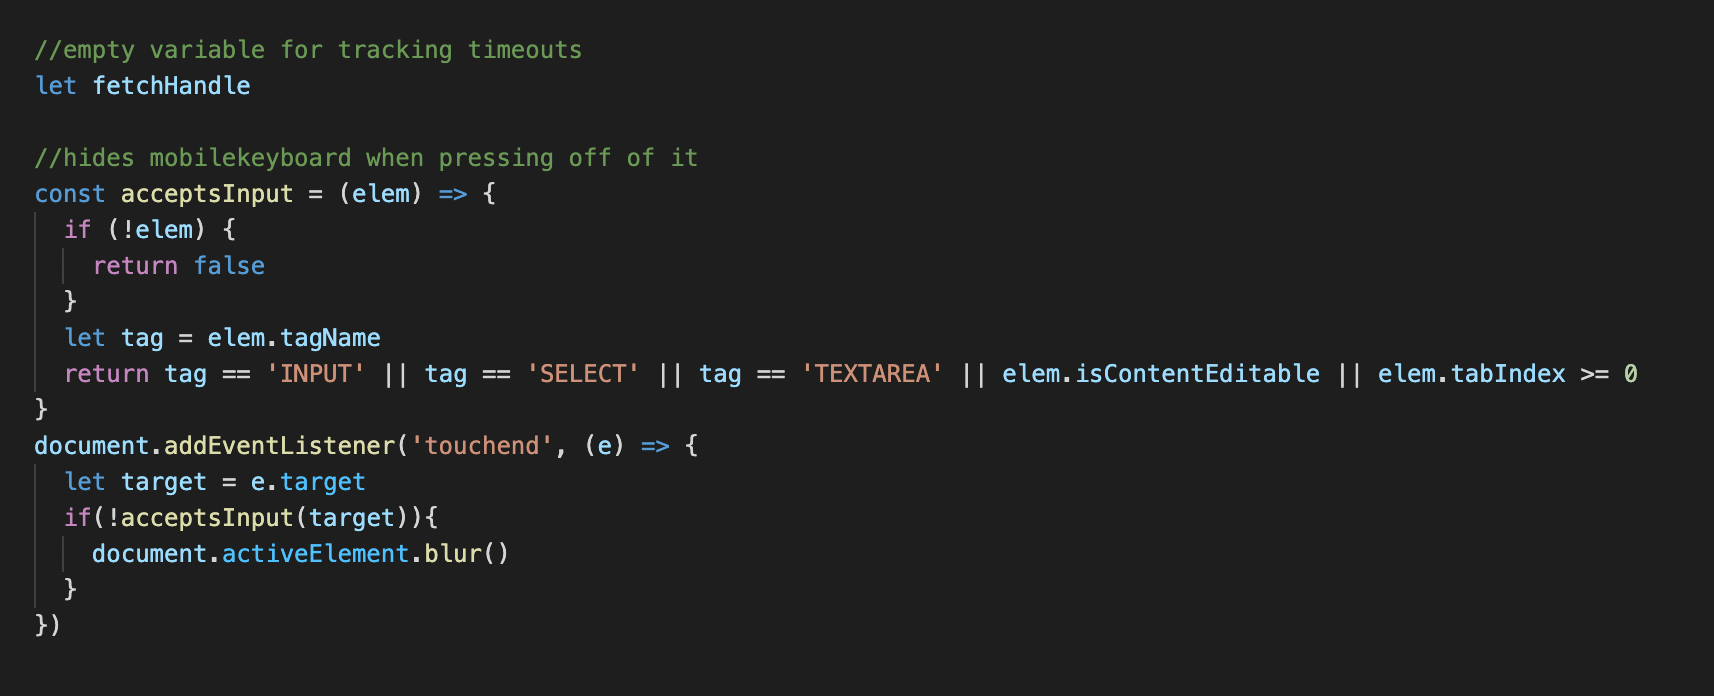 //empty variable for tracking timeouts
let fetchHandle
//hides mobilekeyboard when pressing off of it
const acceptsInput = (elem) => {
if (!elem) {
return false
}
let tag = elem.tagName
return tag == 'INPUT' || tag == 'SELECT' || tag == 'TEXTAREA' || elem.isContentEditable || elem.tabIndex >= 0
}
document.addEventListener('touchend', (e) => {
let target = e.target
if(!acceptsInput(target)){
document.activeElement.blur()
}
})